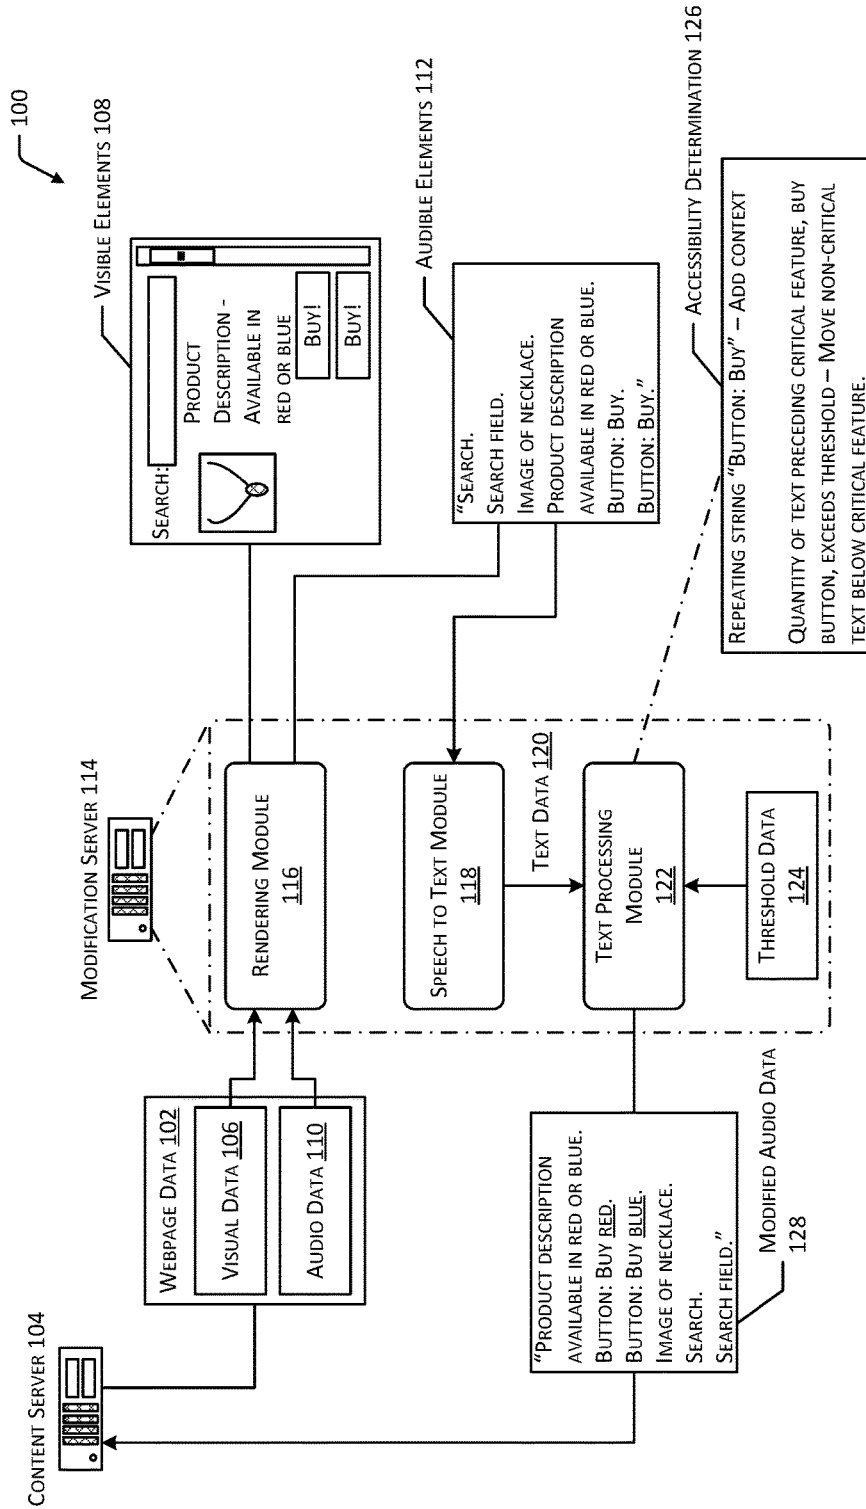 100
CONTENT SERVER 104
WEBPAGE DATA 102
VISUAL DATA 106
AUDIO DATA 110
MODIFICATION SERVER 114
RENDERING MODULE
116
SPEECH TO TEXT MODULE
118
TEXT DATA 120
TEXT PROCESSING
MODULE
122
THRESHOLD DATA
124
VISIBLE ELEMENTS 108
SEARCH:
PRODUCT
DESCRIPTION -
AVAILABLE IN
RED OR BLUE
BUY!
BUY!
AUDIBLE ELEMENTS 112
“SEARCH.
SEARCH FIELD.
IMAGE OF NECKLACE.
PRODUCT DESCRIPTION
AVAILABLE IN RED OR BLUE.
BUTTON: BUY.
BUTTON: BUY.”
ACCESSIBILITY DETERMINATION 126
REPEATING STRING “BUTTON: BUY” – ADD CONTEXT
QUANTITY OF TEXT PRECEDING CRITICAL FEATURE, BUY
BUTTON, EXCEEDS THRESHOLD – MOVE NON-CRITICAL
TEXT BELOW CRITICAL FEATURE.
“PRODUCT DESCRIPTION
AVAILABLE IN RED OR BLUE.
BUTTON: BUY RED.
BUTTON: BUY BLUE.
IMAGE OF NECKLACE.
SEARCH.
SEARCH FIELD.”
MODIFIED AUDIO DATA
128